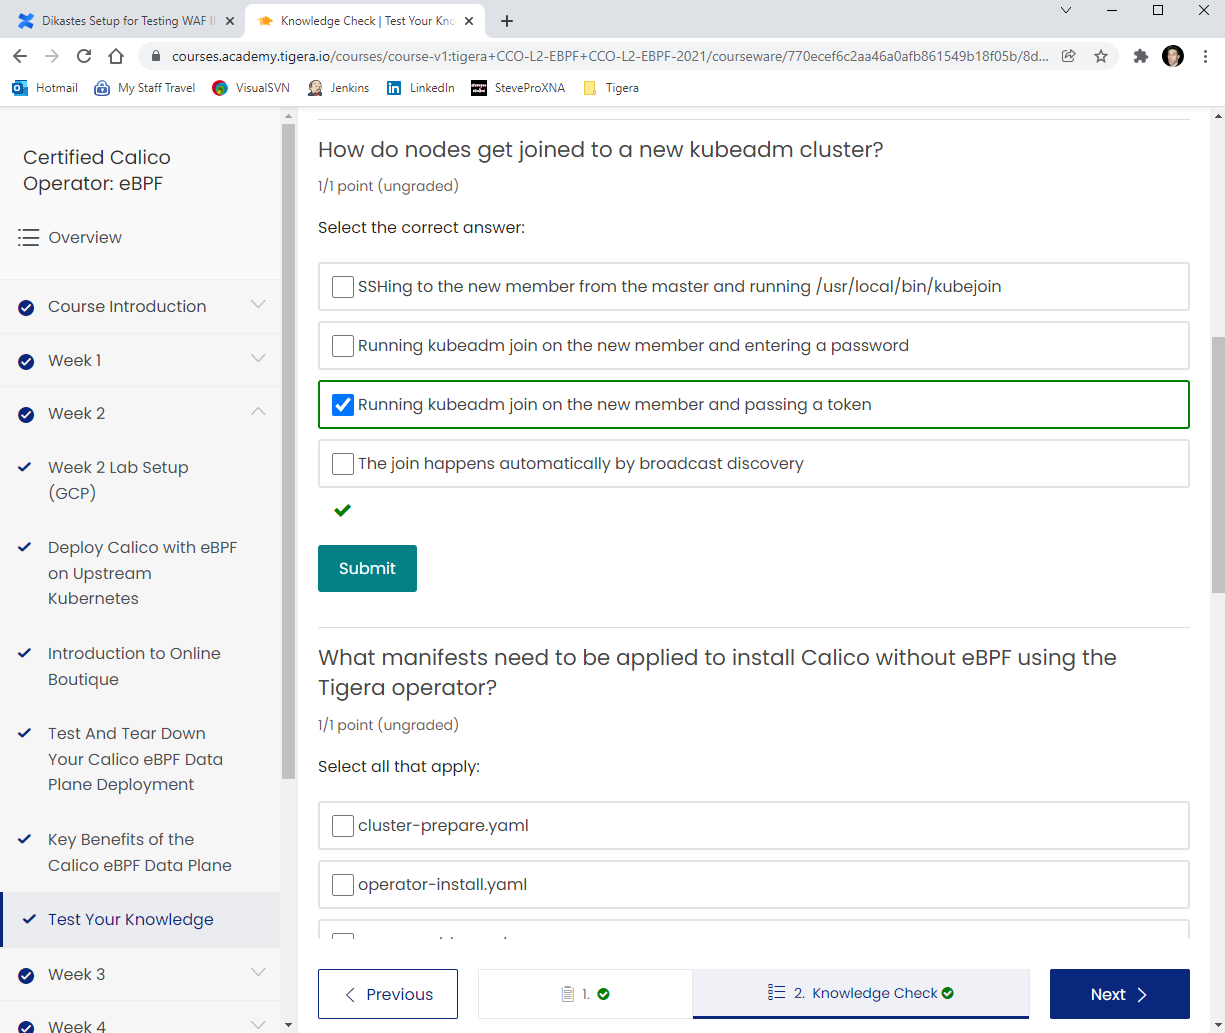 Dikastes Setup for Testing WAF
Knowledge Check | Test Your Kn
courses.academy.tigera.io/courses/course-v1:tigera+CCO-L2-EBPF+CCO-L2-EBPF-2021/courseware/770ecef6c2aa46a0afb861549b18f05b/8d...
Hotmail My Staff Travel VisualSVN Jenkins LinkedIn SteveProXNA Tigera
Certified Calico
Operator: eBPF
Overview
Course Introduction
Week 1
Week 2
Week 2 Lab Setup
(GCP)
Deploy Calico with eBPF
on Upstream
Kubernetes
Introduction to Online
Boutique
Test And Tear Down
Your Calico eBPF Data
Plane Deployment
Key Benefits of the
Calico eBPF Data Plane
Test Your Knowledge
Week 3
Week 4
How do nodes get joined to a new kubeadm cluster?
1/1 point (ungraded)
Select the correct answer:
SSHing to the new member from the master and running /usr/local/bin/kubejoin
Running kubeadm join on the new member and entering a password
Running kubeadm join on the new member and passing a token
The join happens automatically by broadcast discovery
Submit
What manifests need to be applied to install Calico without eBPF using the
Tigera operator?
1/1 point (ungraded)
Select all that apply:
cluster-prepare.yaml
operator-install.yaml
Previous
1.
2. Knowledge Check
Next